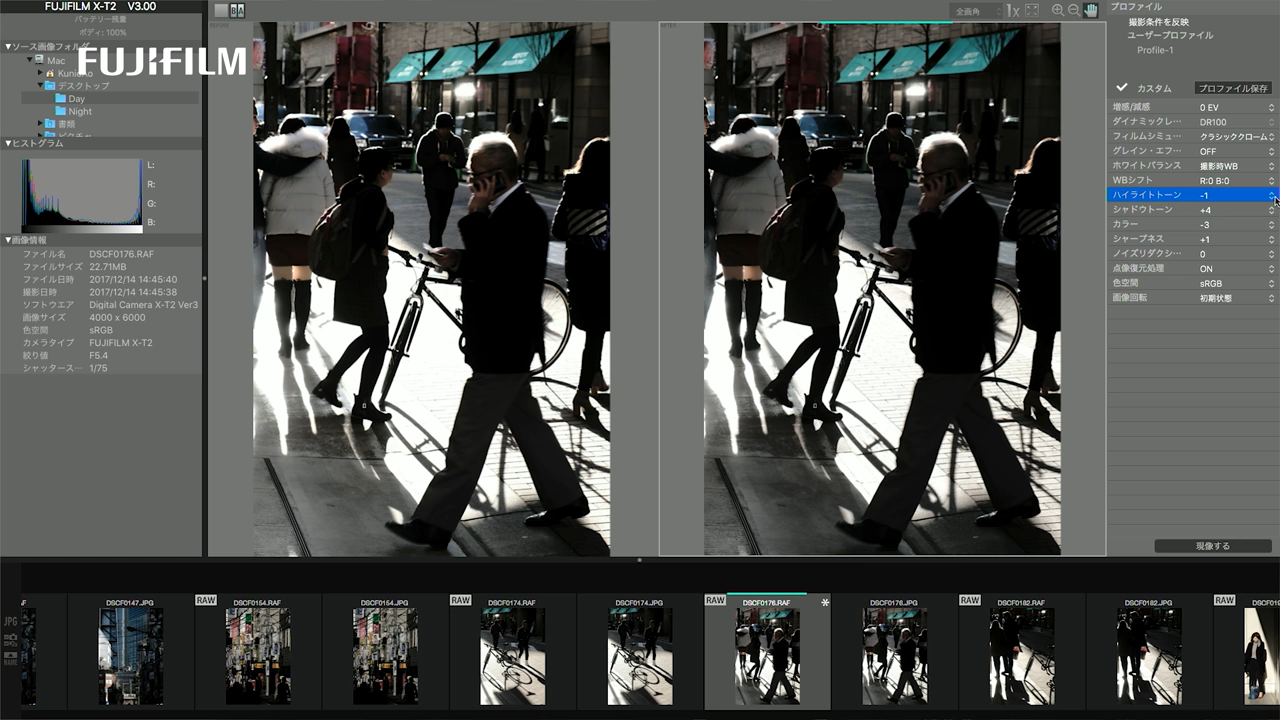 FUJIFILM X-T2 V3.00
バッテリー残量
ボディ: 100%
▼ソース画像フォルダ
Mac
デスクトップ
Day
Night
書類
FUJIFILM
▼ヒストグラム
L:
R:
G:
B:
▼画像情報
ファイル名 DSCF0176.RAF
ファイルサイズ 22.71MB
ファイル日時 2017/12/14 14:45:40
撮影日時 2017/12/14 14:45:38
ソフトウエア Digital Camera X-T2 Ver3
画像サイズ 4000 x 6000
色空間 sRGB
カメラタイプ FUJIFILM X-T2
絞り値 F5.4
シャッタース… 1/75
B A
BEFORE
AFTER
全画角
1x
プロファイル
撮影条件を反映
ユーザープロファイル
Profile-1
カスタム プロファイル保存
増感/減感 0 EV
ダイナミックレ… DR100
フィルムシミュ… クラシッククローム
グレイン・エフ… OFF
ホワイトバランス 撮影時WB
WBシフト R:0 B:0
ハイライトトーン -1
シャドウトーン +4
カラー -3
シャープネス +1
ノイズリダクシ… 0
点像復元処理 ON
色空間 sRGB
画像回転 初期状態
現像する
JPG
NAME
DSCF0147.JPG
RAW DSCF0154.RAF
DSCF0154.JPG
RAW DSCF0174.RAF
DSCF0174.JPG
RAW DSCF0176.RAF
DSCF0176.JPG
RAW DSCF0182.RAF
DSCF0182.JPG
RAW